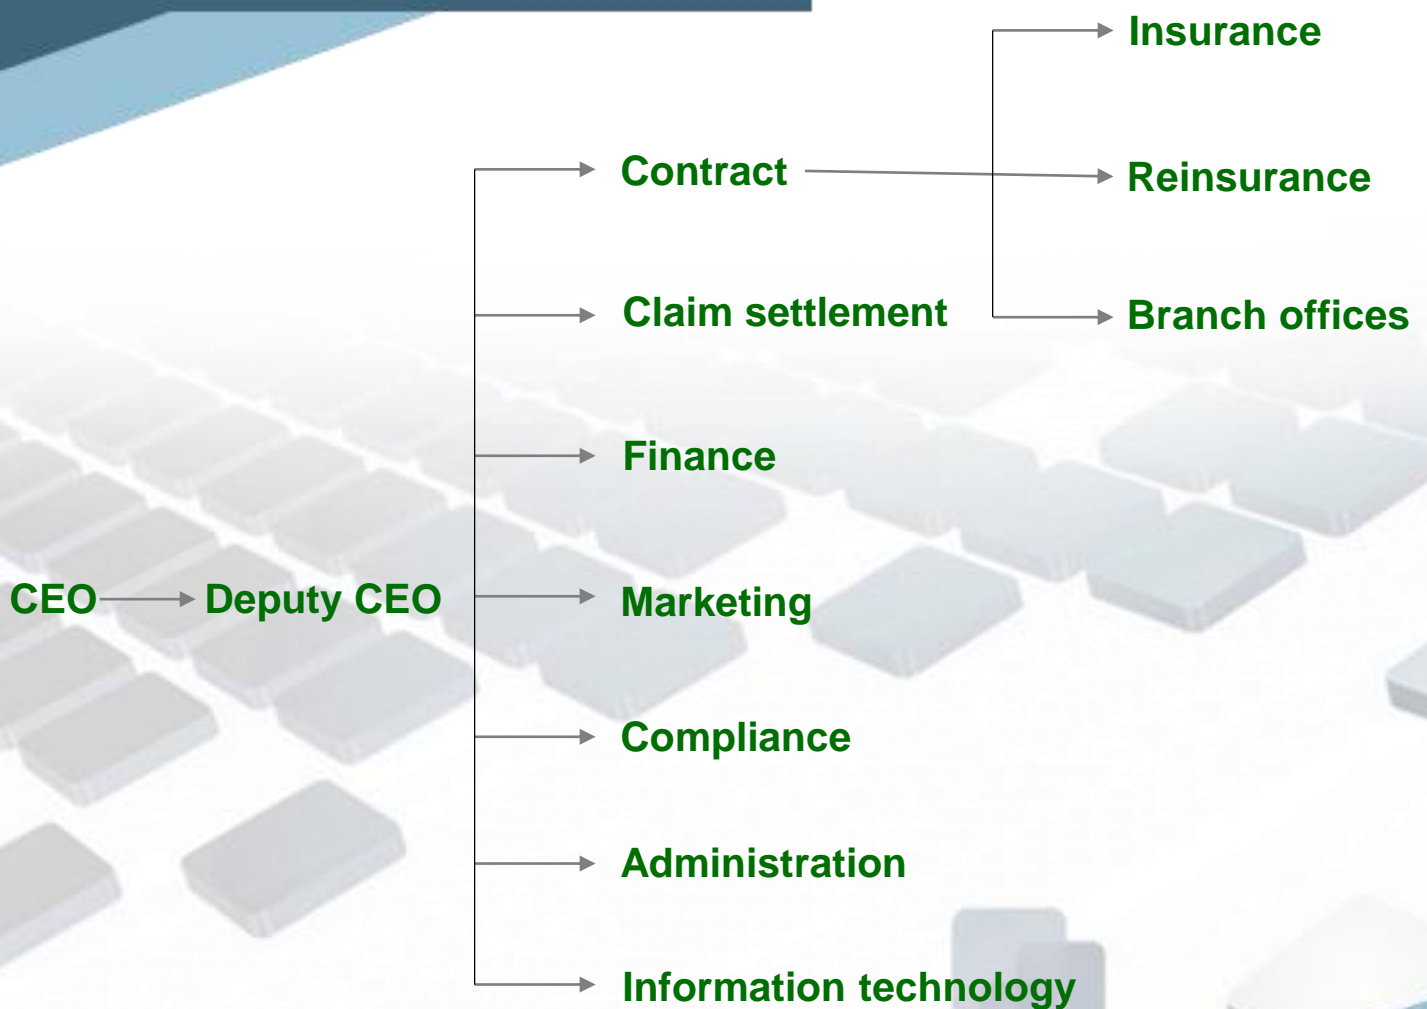 Insurance
Contract
Reinsurance
Claim settlement
Branch offices
Finance
CEO
Deputy CEO
Marketing
Compliance
Administration
Information technology